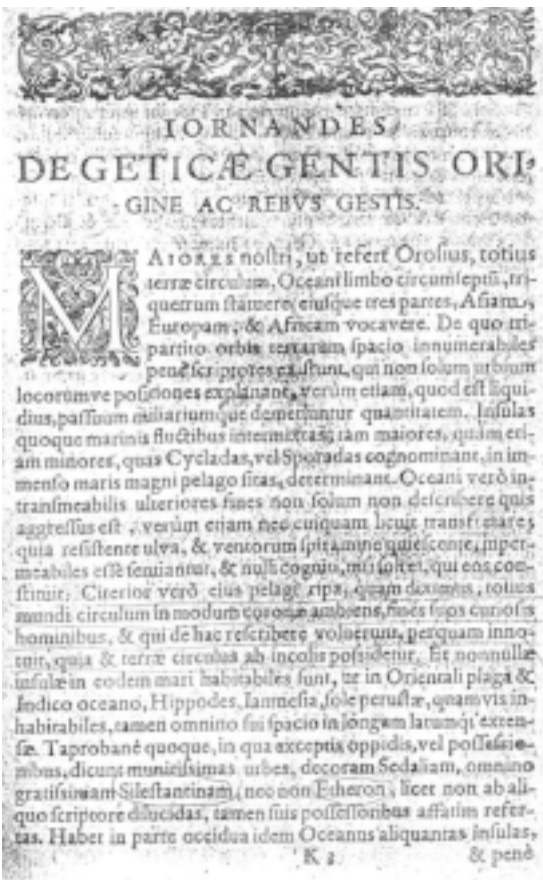 IORNANDES
DE GETICÆ GENTIS ORI-
GINE AC REBVS GESTIS.
MAIORES nostri, ut refert Orosius, totius
terræ circulum, Oceani limbo circumseptū, tri-
quetrum statuere, eiusque tres partes, Asiam,
Europam, & Africam vocavere. De quo tri-
partito orbis terrarum spacio innumerabiles
penè scriptores existunt, qui non solum urbium
locorumve positiones explanant, verùm etiam, quod est liqui-
dius, passuum miliariumque demetiuntur quantitatem. Insulas
quoque marinis fluctibus intermixtas, tam maiores, quàm eti-
am minores, quas Cycladas, vel Sporadas cognominant, in im-
menso maris magni pelago sitas, determinant. Oceani verò in-
transmeabilis ulteriores fines non solum non describere quis
aggressus est, verùm etiam nec cuiquam licuit transfretare,
quia resistente ulva, & ventorum spiramine quiescente, imper-
meabiles esse sentiantur, & nulli cogniti, nisi soli ei, qui eos con-
stituit. Citerior verò eius pelagi ripa, quam diximus, totius
mundi circulum in modum coronæ ambiens, fines suos curiosis
hominibus, & qui de hac rescribere voluerunt, perquam inno-
tuit, quia & terræ circulus ab incolis possidetur. Et nonnullæ
insulæ in eodem mari habitabiles sunt, ut in Orientali plaga &
Indico oceano, Hippodes, Iamnesia, sole perustæ, quamvis in-
habitabiles, tamen omnino sui spacio in longum latumq; exten-
sæ. Taprobanè quoque, in qua exceptis oppidis, vel possessio-
nibus, dicunt munitissimas urbes, decoram Sedaliam, omnino
gratissimam Silestantinam, nec non Etheron, licet non ab ali-
quo scriptore dilucidas, tamen suis possessoribus affatim refer-
tas. Habet in parte occidua idem Oceanus aliquantas insulas,
K 3 & penè